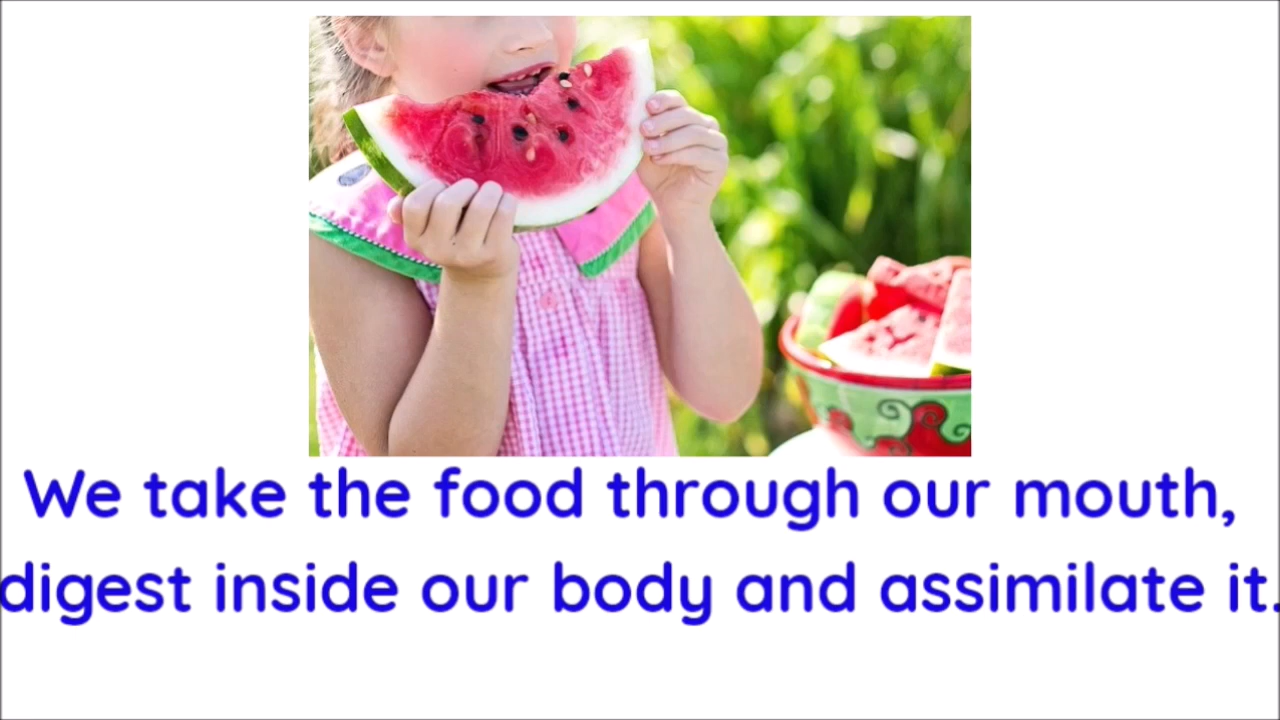 We take the food through our mouth,
digest inside our body and assimilate it.